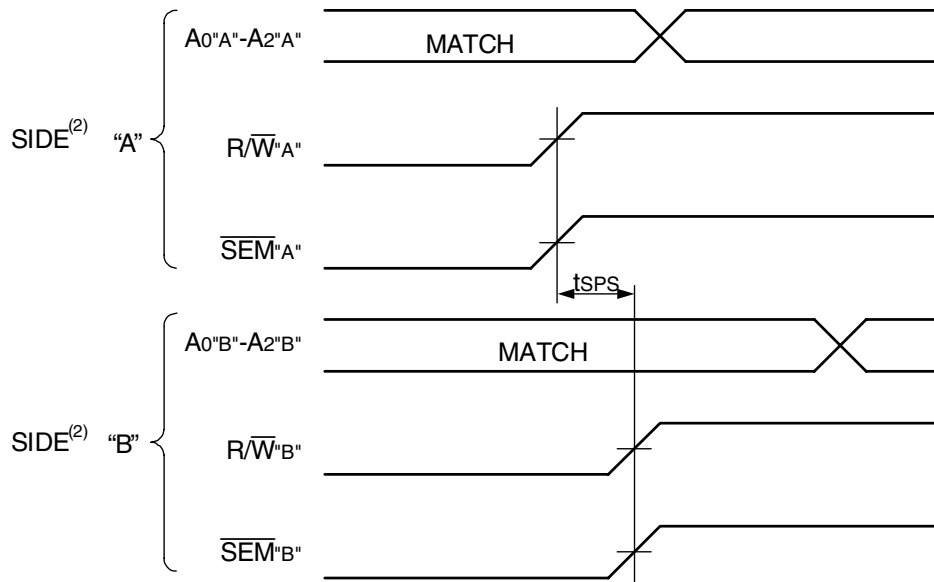 A0"A"-A2"A"
MATCH
SIDE(2) “A”
R/W"A"
SEM"A"
tSPS
A0"B"-A2"B"
MATCH
SIDE(2) “B”
R/W"B"
SEM"B"